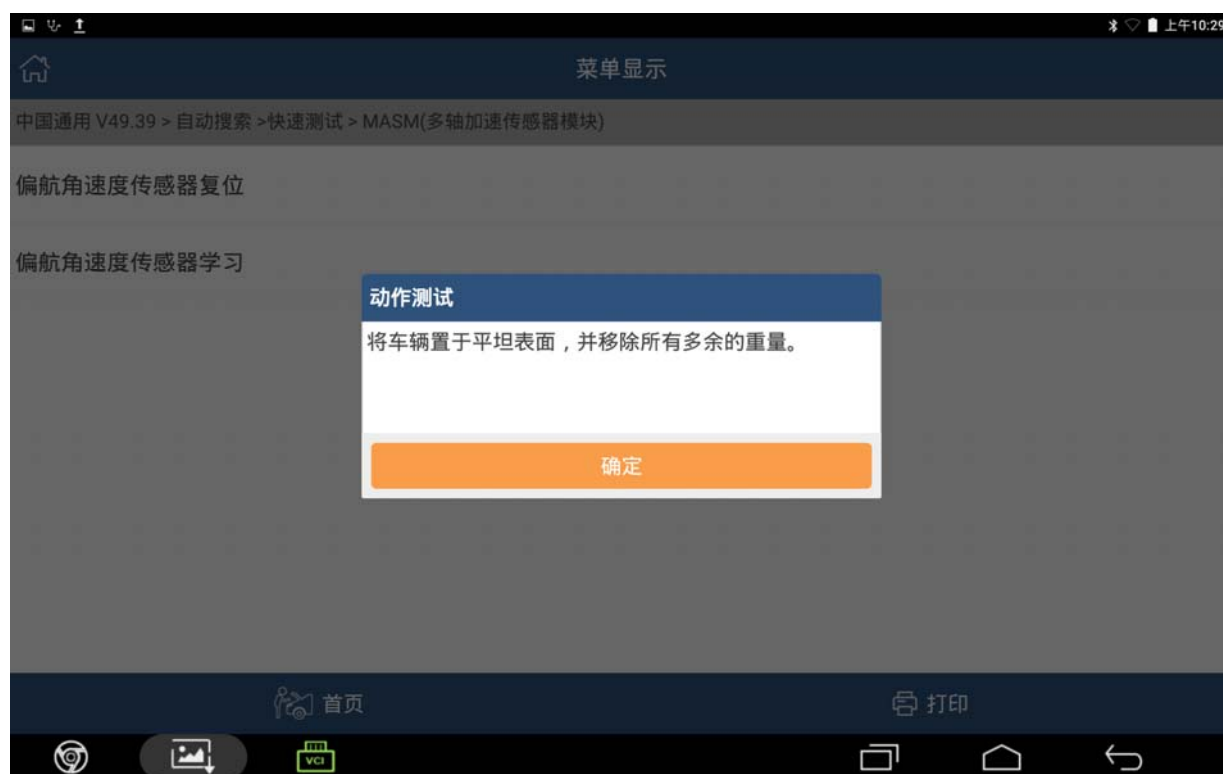 上午10:29
菜单显示
中国通用 V49.39 > 自动搜索 >快速测试 > MASM(多轴加速传感器模块)
偏航角速度传感器复位
偏航角速度传感器学习
动作测试
将车辆置于平坦表面，并移除所有多余的重量。
确定
首页
打印
VCI